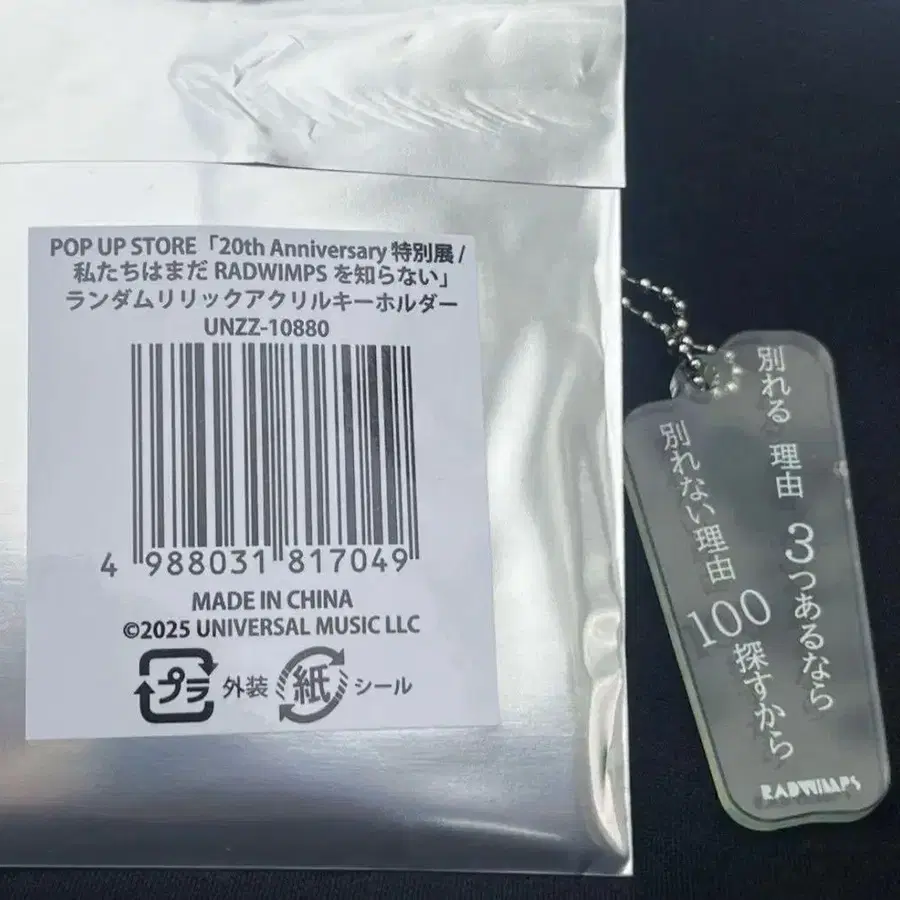 POP UP STORE「20th Anniversary 特別展 /
私たちはまだ RADWIMPS を知らない」
ランダムリリックアクリルキーホルダー
UNZZ-10880
4 988031 817049
MADE IN CHINA
©2025 UNIVERSAL MUSIC LLC
プラ 外装 紙 シール
別れる 理由 3つあるなら
別れない理由 100 探すから
RADWIMPS